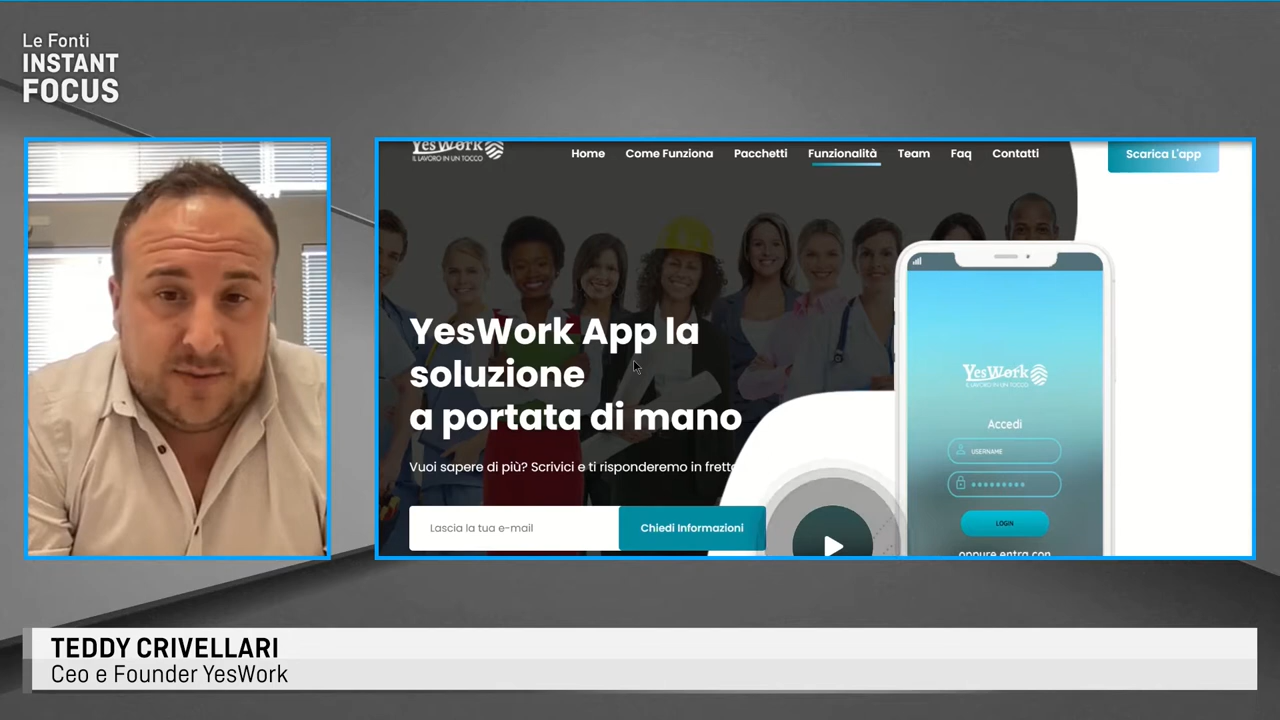 Le Fonti
INSTANT
FOCUS
YesWork
IL LAVORO IN UN TOCCO
Home
Come Funziona
Pacchetti
Funzionalità
Team
Faq
Contatti
Scarica L'app
YesWork App la
soluzione
a portata di mano
Vuoi sapere di più? Scrivici e ti risponderemo in
Lascia la tua e-mail
Chiedi Informazioni
YesWork
IL LAVORO IN UN TOCCO
Accedi
USERNAME
LOGIN
oppure entra con
TEDDY CRIVELLARI
Ceo e Founder YesWork